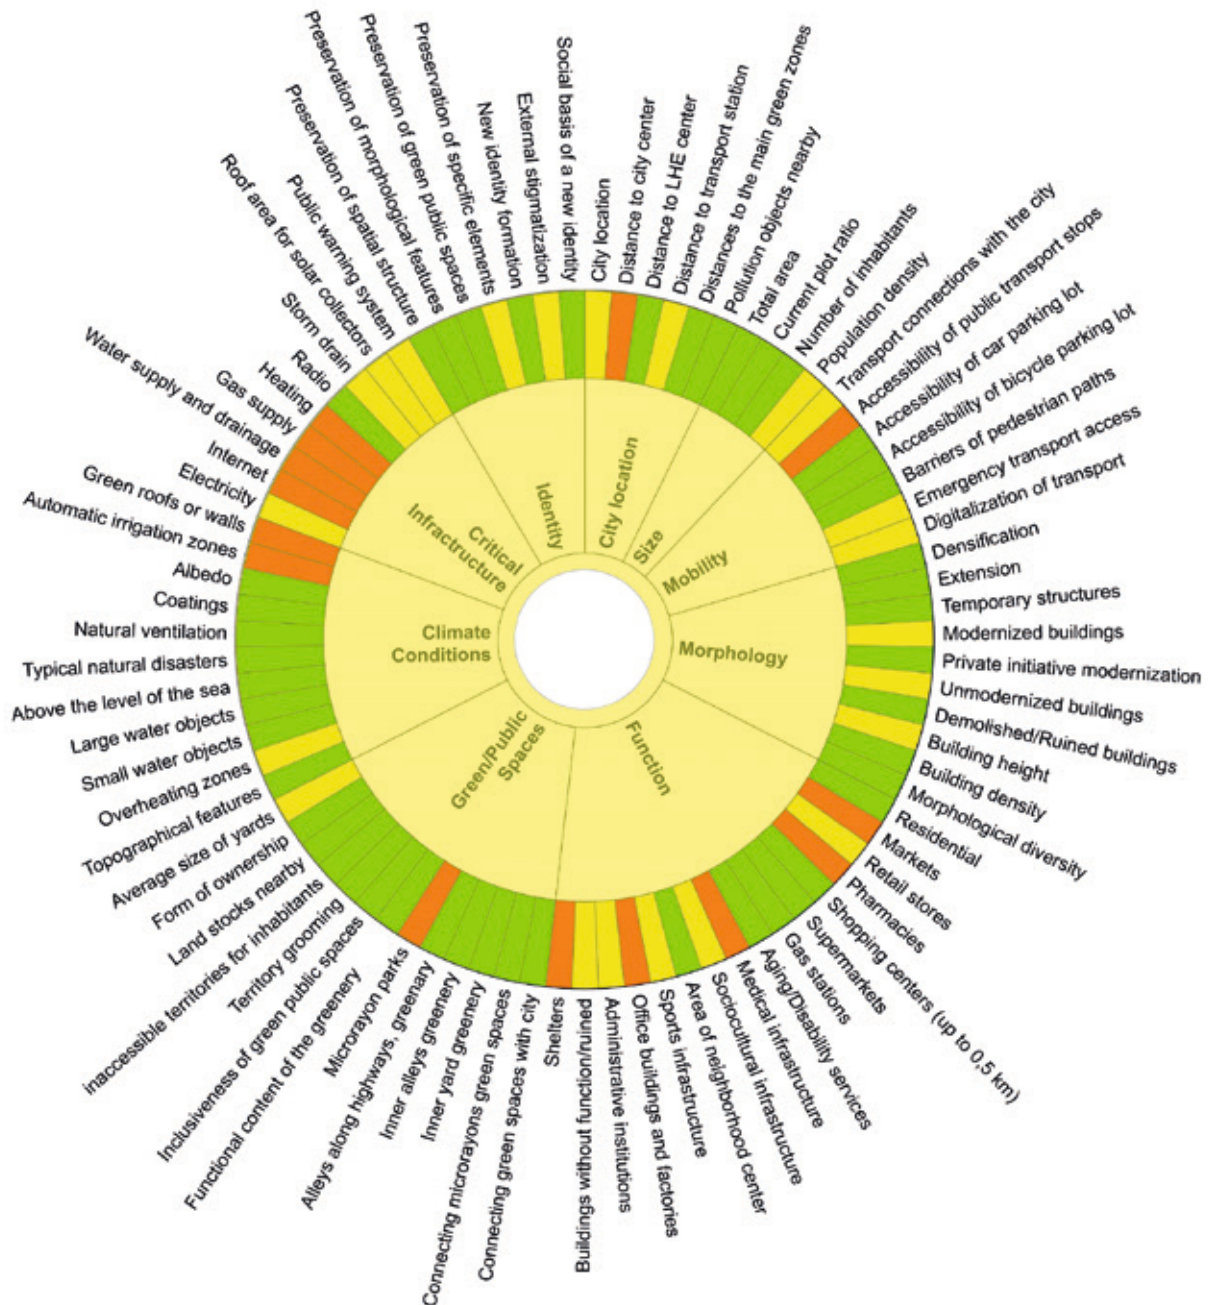 Social basis of a new identity
City location
Distance to city center
Distance to LHE center
Distance to transport station
Distances to the main green zones
Pollution objects nearby
Total area
Current plot ratio
Number of inhabitants
Population density
Transport connections with the city
Accessibility of public transport stops
Accessibility of car parking lot
Accessibility of bicycle parking lot
Barriers of pedestrian paths
Emergency transport access
Digitalization of transport
Densification
Extension
Temporary structures
Modernized buildings
Private initiative modernization
Unmodernized buildings
Demolished/Ruined buildings
Building height
Building density
Morphological diversity
Residential
Markets
Retail stores
Pharmacies
Shopping centers (up to 0,5 km)
Supermarkets
Gas stations
Aging/Disability services
Medical infrastructure
Sociocultural infrastructure
Area of neighborhood center
Sports infrastructure
Office buildings and factories
Administrative institutions
Buildings without function/ruined
Shelters
Connecting green spaces with city
Connecting microrayons green spaces
Inner yard greenery
Inner alleys greenery
Alleys along highways, greenary
Microrayon parks
Functional content of the greenery
Inclusiveness of green public spaces
Territory grooming
inaccessible territories for inhabitants
Land stocks nearby
Form of ownership
Average size of yards
Topographical features
Overheating zones
Small water objects
Large water objects
Above the level of the sea
Typical natural disasters
Natural ventilation
Coatings
Albedo
Automatic irrigation zones
Green roofs or walls
Electricity
Internet
Water supply and drainage
Gas supply
Heating
Radio
Storm drain
Roof area for solar collectors
Public warning system
Preservation of spatial structure
Preservation of morphological features
Preservation of green public spaces
Preservation of specific elements
New identity formation
External stigmatization
City location
Size
Mobility
Morphology
Function
Green/Public
Spaces
Climate
Conditions
Critical
Infrastructure
Identity